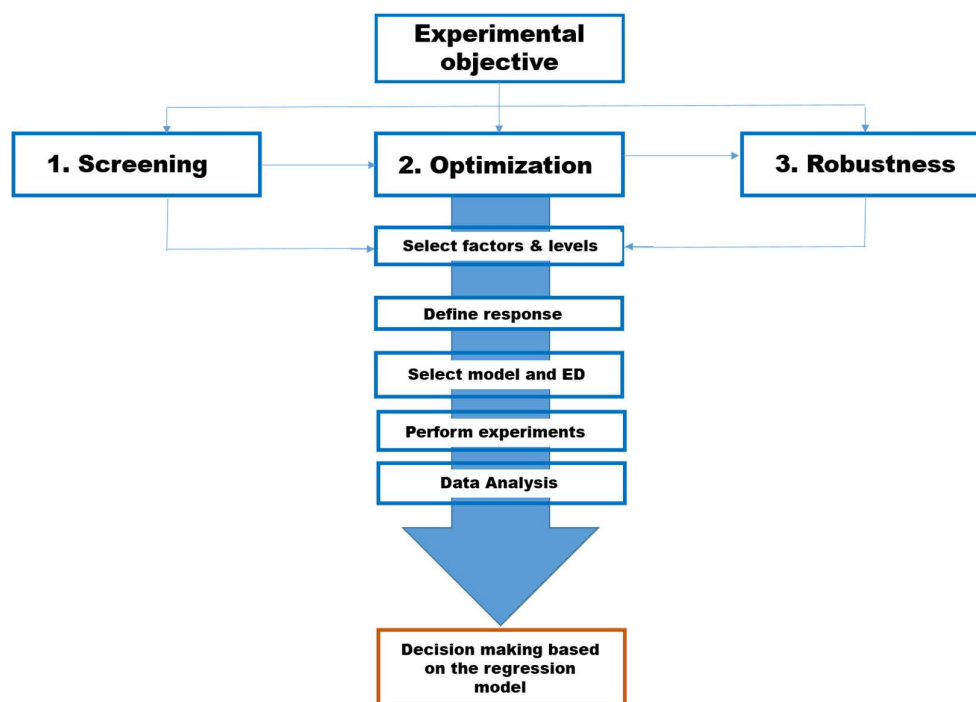 Experimental
objective
1. Screening
2. Optimization
3. Robustness
Select factors & levels
Define response
Select model and ED
Perform experiments
Data Analysis
Decision making based
on the regression
model